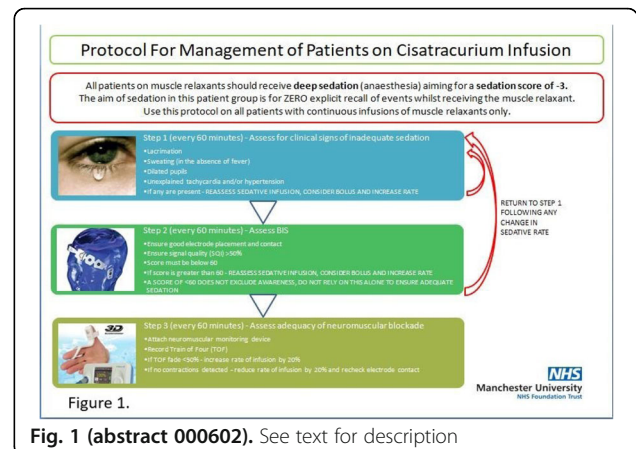 Protocol For Management of Patients on Cisatracurium Infusion
All patients on muscle relaxants should receive deep sedation (anaesthesia) aiming for a sedation score of -3.
The aim of sedation in this patient group is for ZERO explicit recall of events whilst receiving the muscle relaxant.
Use this protocol on all patients with continuous infusions of muscle relaxants only.
Step 1 (every 60 minutes) - Assess for clinical signs of inadequate sedation
•Lacrimation
•Sweating (in the absence of fever)
•Dilated pupils
•Unexplained tachycardia and/or hypertension
•If any are present - REASSESS SEDATIVE INFUSION, CONSIDER BOLUS AND INCREASE RATE
RETURN TO STEP 1
FOLLOWING ANY
CHANGE IN
SEDATIVE RATE
Step 2 (every 60 minutes) - Assess BIS
•Ensure good electrode placement and contact
•Ensure signal quality (SQI) >50%
•Score must be below 60
•If score is greater than 60 - REASSESS SEDATIVE INFUSION, CONSIDER BOLUS AND INCREASE RATE
•A SCORE OF <60 DOES NOT EXCLUDE AWARENESS, DO NOT RELY ON THIS ALONE TO ENSURE ADEQUATE
SEDATION
3D
Step 3 (every 60 minutes) - Assess adequacy of neuromuscular blockade
•Attach neuromuscular monitoring device
•Record Train of Four (TOF)
•If TOF fade <50% - increase rate of infusion by 20%
•If no contractions detected - reduce rate of infusion by 30% and recheck electrode contact
NHS
Manchester University
NHS Foundation Trust
Figure 1.
Fig. 1 (abstract 000602). See text for description